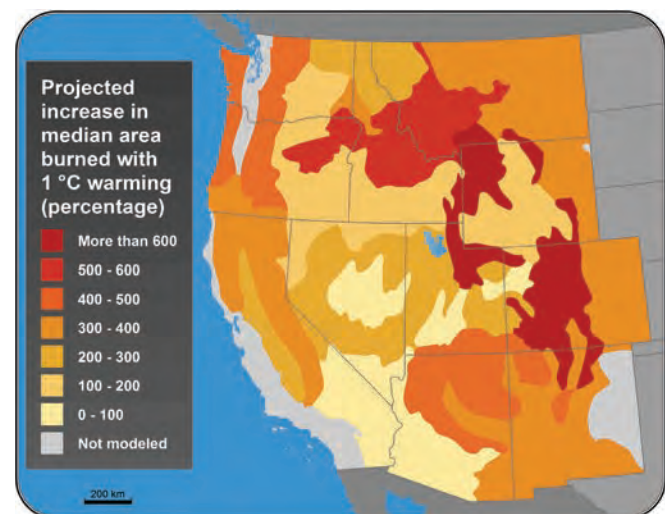 Projected
increase in
median area
burned with
1 °C warming
(percentage)
More than 600
500 - 600
400 - 500
300 - 400
200 - 300
100 - 200
0 - 100
Not modeled
200 km